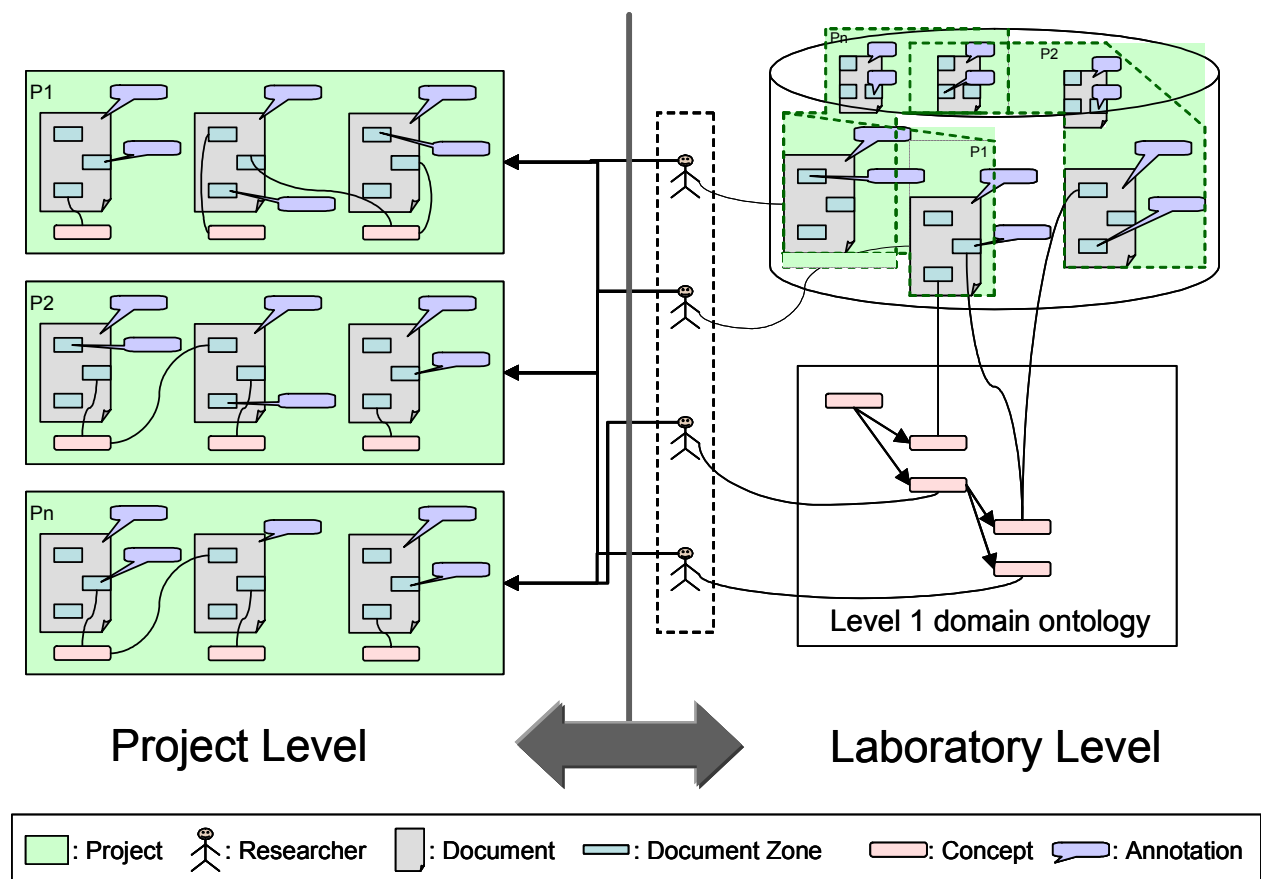 P1
P2
Pn
Pn
P2
P1
Level 1 domain ontology
Project Level
Laboratory Level
: Project
: Researcher
: Document
: Document Zone
: Concept
: Annotation